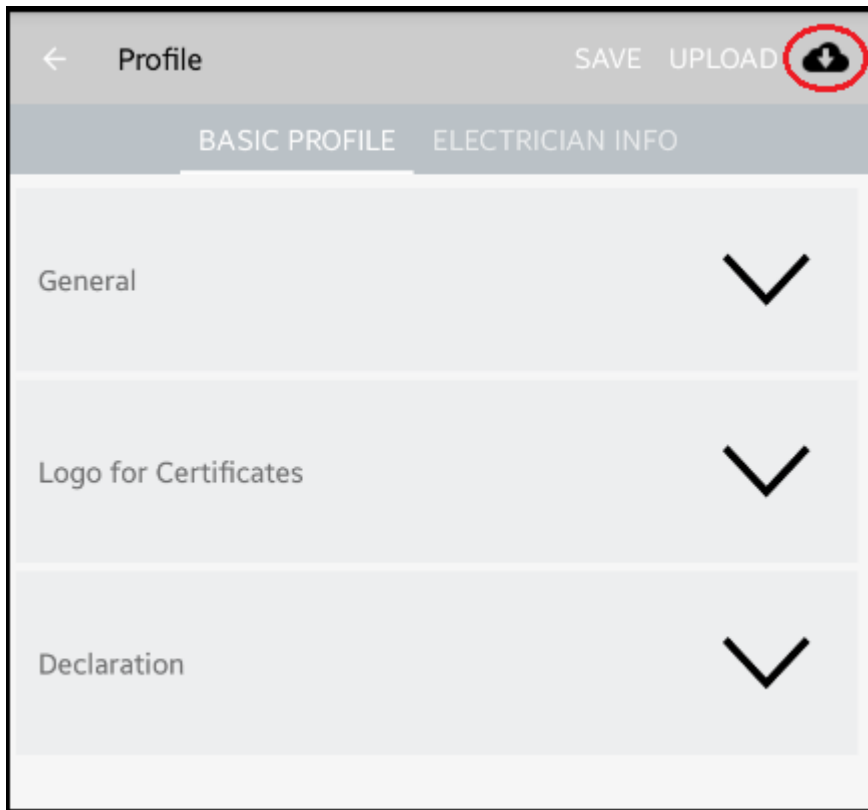 Profile SAVE UPLOAD
BASIC PROFILE ELECTRICIAN INFO
General
Logo for Certificates
Declaration